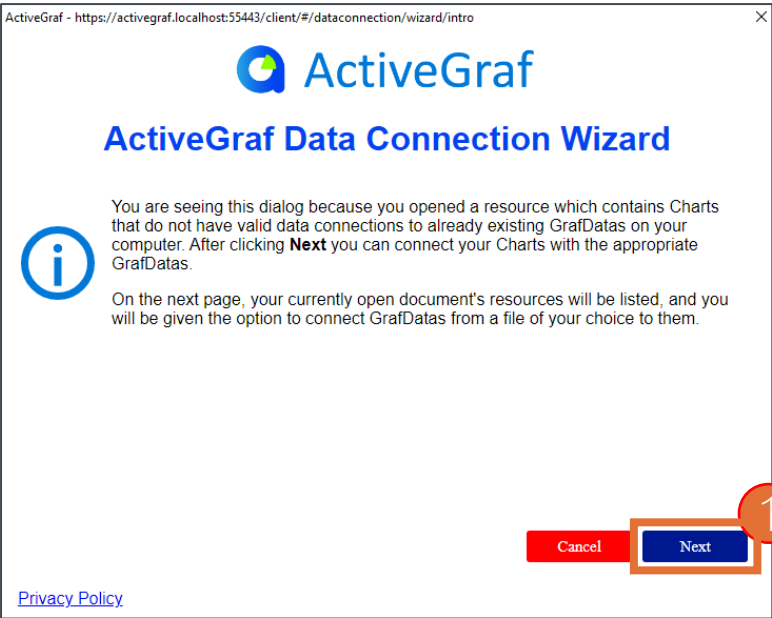 ActiveGraf - https://activegraf.localhost:55443/client/#/dataconnection/wizard/intro
ActiveGraf
ActiveGraf Data Connection Wizard
You are seeing this dialog because you opened a resource which contains Charts
that do not have valid data connections to already existing GrafDatas on your
computer. After clicking Next you can connect your Charts with the appropriate
GrafDatas.
On the next page, your currently open document's resources will be listed, and you
will be given the option to connect GrafDatas from a file of your choice to them.
1
Cancel Next
Privacy Policy